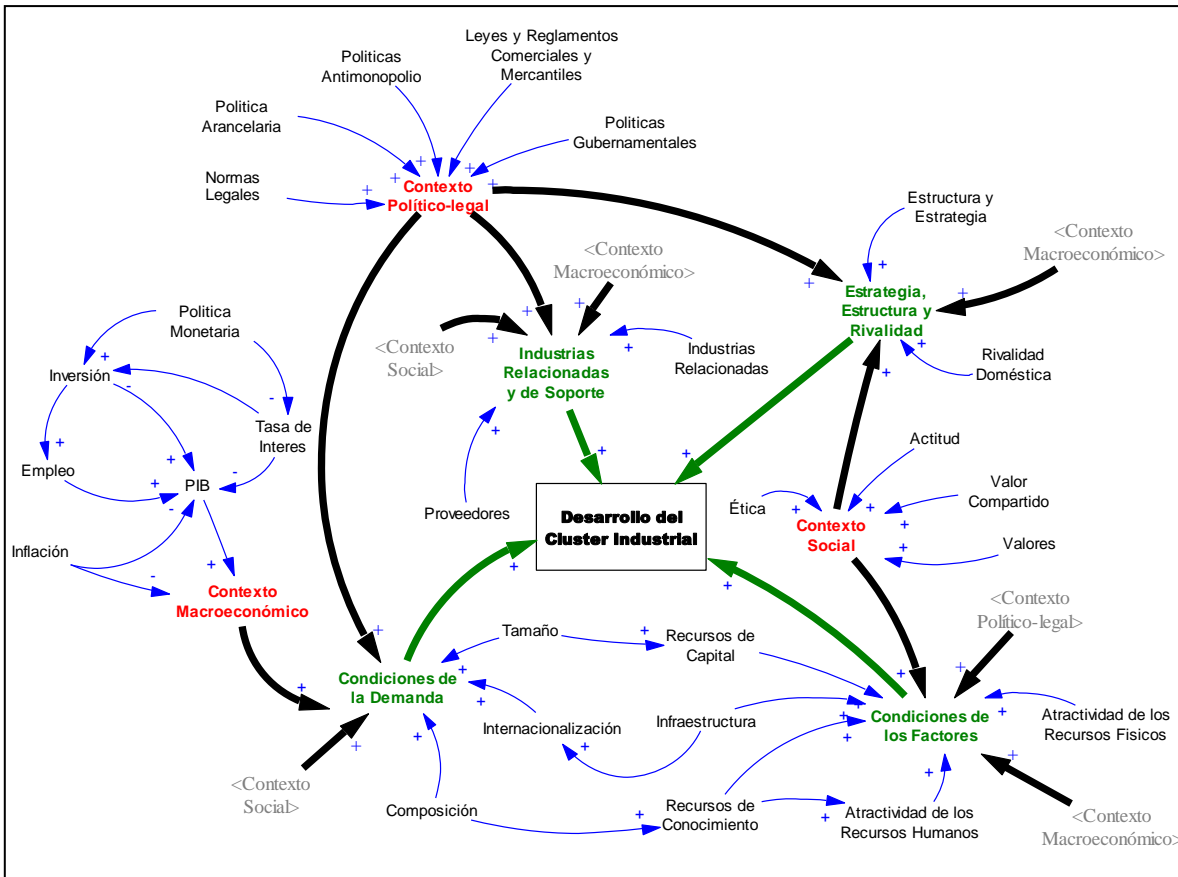 Leyes y Reglamentos
Comerciales y
Mercantiles
Politicas
Antimonopolio
Politica
Arancelaria
Politicas
Gubernamentales
Normas
Legales
Contexto
Político-legal
Estructura y
Estrategia
<Contexto
Macroeconómico>
<Contexto
Macroeconómico>
Estrategia,
Estructura y
Rivalidad
Politica
Monetaria
<Contexto
Social>
Industrias
Relacionadas
y de Soporte
Industrias
Relacionadas
Rivalidad
Doméstica
Inversión
Tasa de
Interes
Empleo
PIB
Actitud
Valor
Compartido
Ética
Proveedores
Desarrollo del
Cluster Industrial
Contexto
Social
Valores
Inflación
Contexto
Macroeconómico
<Contexto
Político-legal>
Tamaño
Recursos de
Capital
Condiciones de
la Demanda
Internacionalización
Infraestructura
Condiciones de
los Factores
Atractividad de los
Recursos Fisicos
<Contexto
Social>
Composición
Recursos de
Conocimiento
Atractividad de los
Recursos Humanos
<Contexto
Macroeconómico>